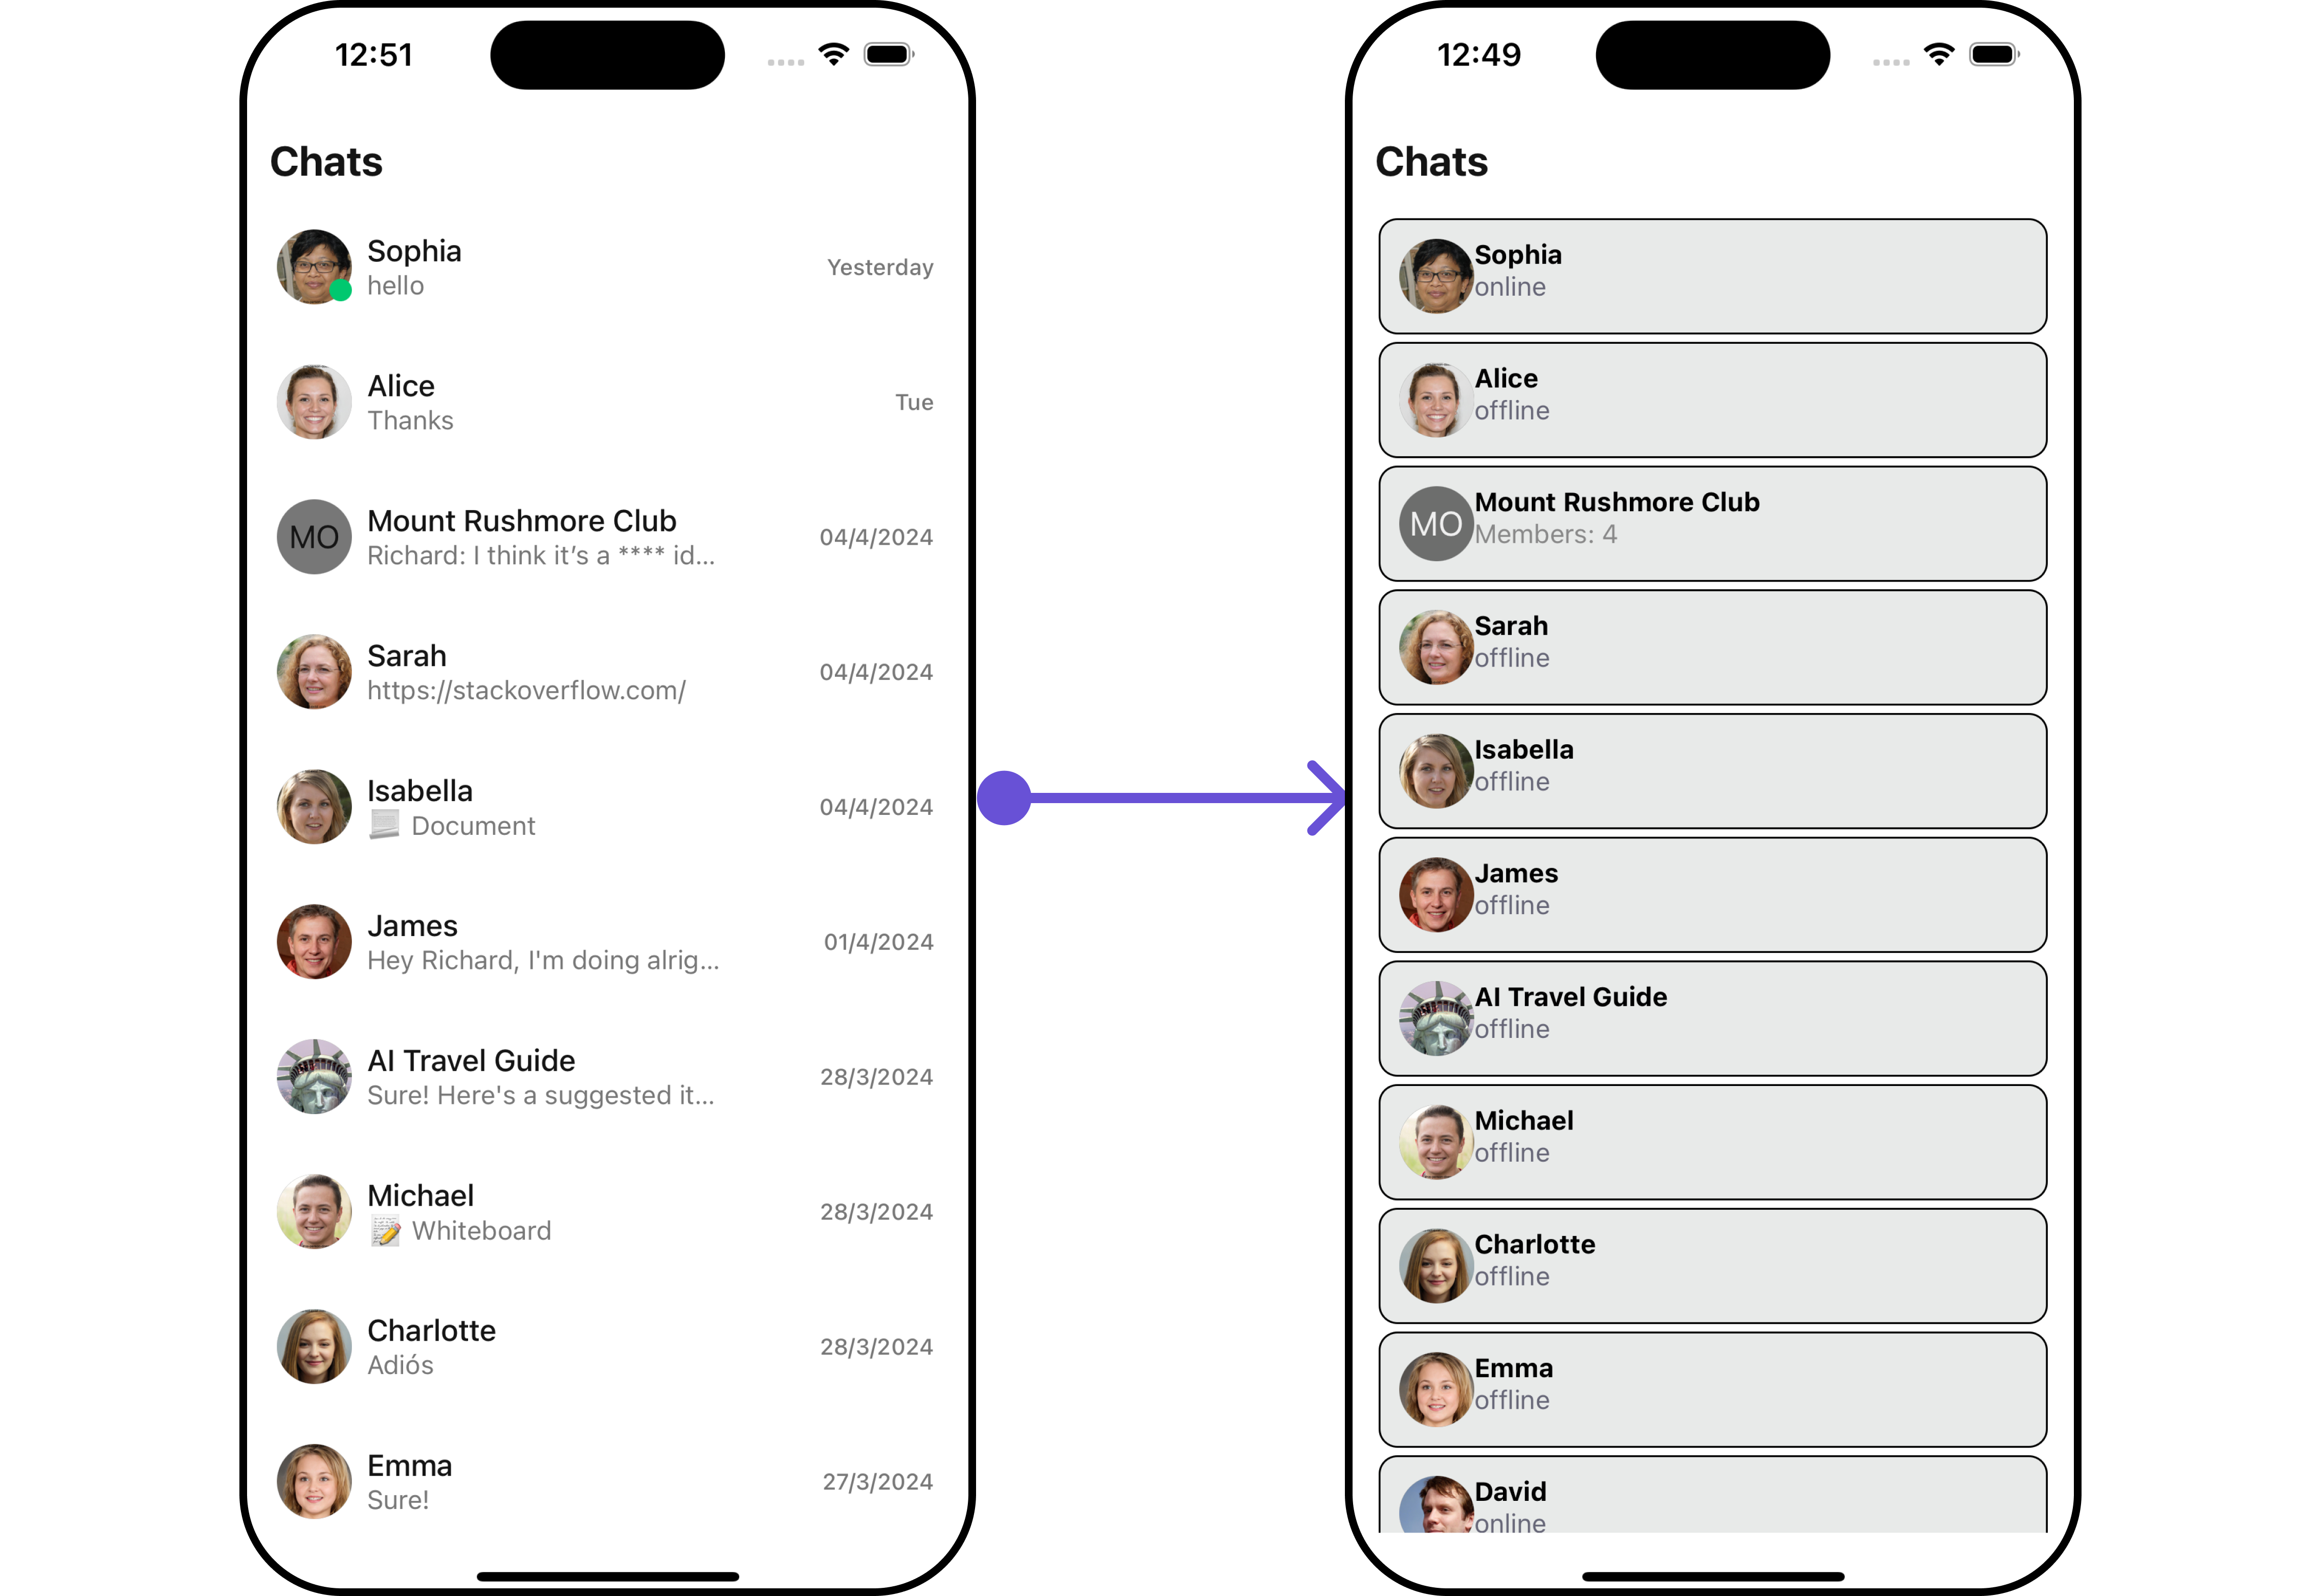 12:51
Chats
Sophia
hello
Yesterday
Alice
Thanks
Tue
MO
Mount Rushmore Club
Richard: I think it’s a **** id...
04/4/2024
Sarah
https://stackoverflow.com/
04/4/2024
Isabella
Document
04/4/2024
James
Hey Richard, I'm doing alrig...
01/4/2024
AI Travel Guide
Sure! Here's a suggested it...
28/3/2024
Michael
Whiteboard
28/3/2024
Charlotte
Adiós
28/3/2024
Emma
Sure!
27/3/2024
12:49
Chats
Sophia
online
Alice
offline
MO
Mount Rushmore Club
Members: 4
Sarah
offline
Isabella
offline
James
offline
AI Travel Guide
offline
Michael
offline
Charlotte
offline
Emma
offline
David
online